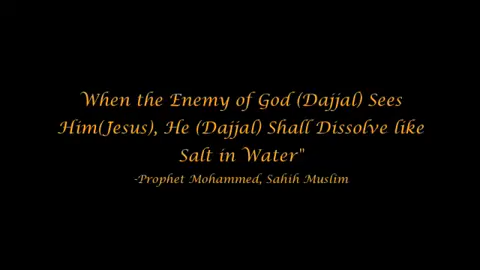 When the Enemy of God (Dajjal) Sees
Him(Jesus), He (Dajjal) Shall Dissolve like
Salt in Water"
-Prophet Mohammed, Sahih Muslim